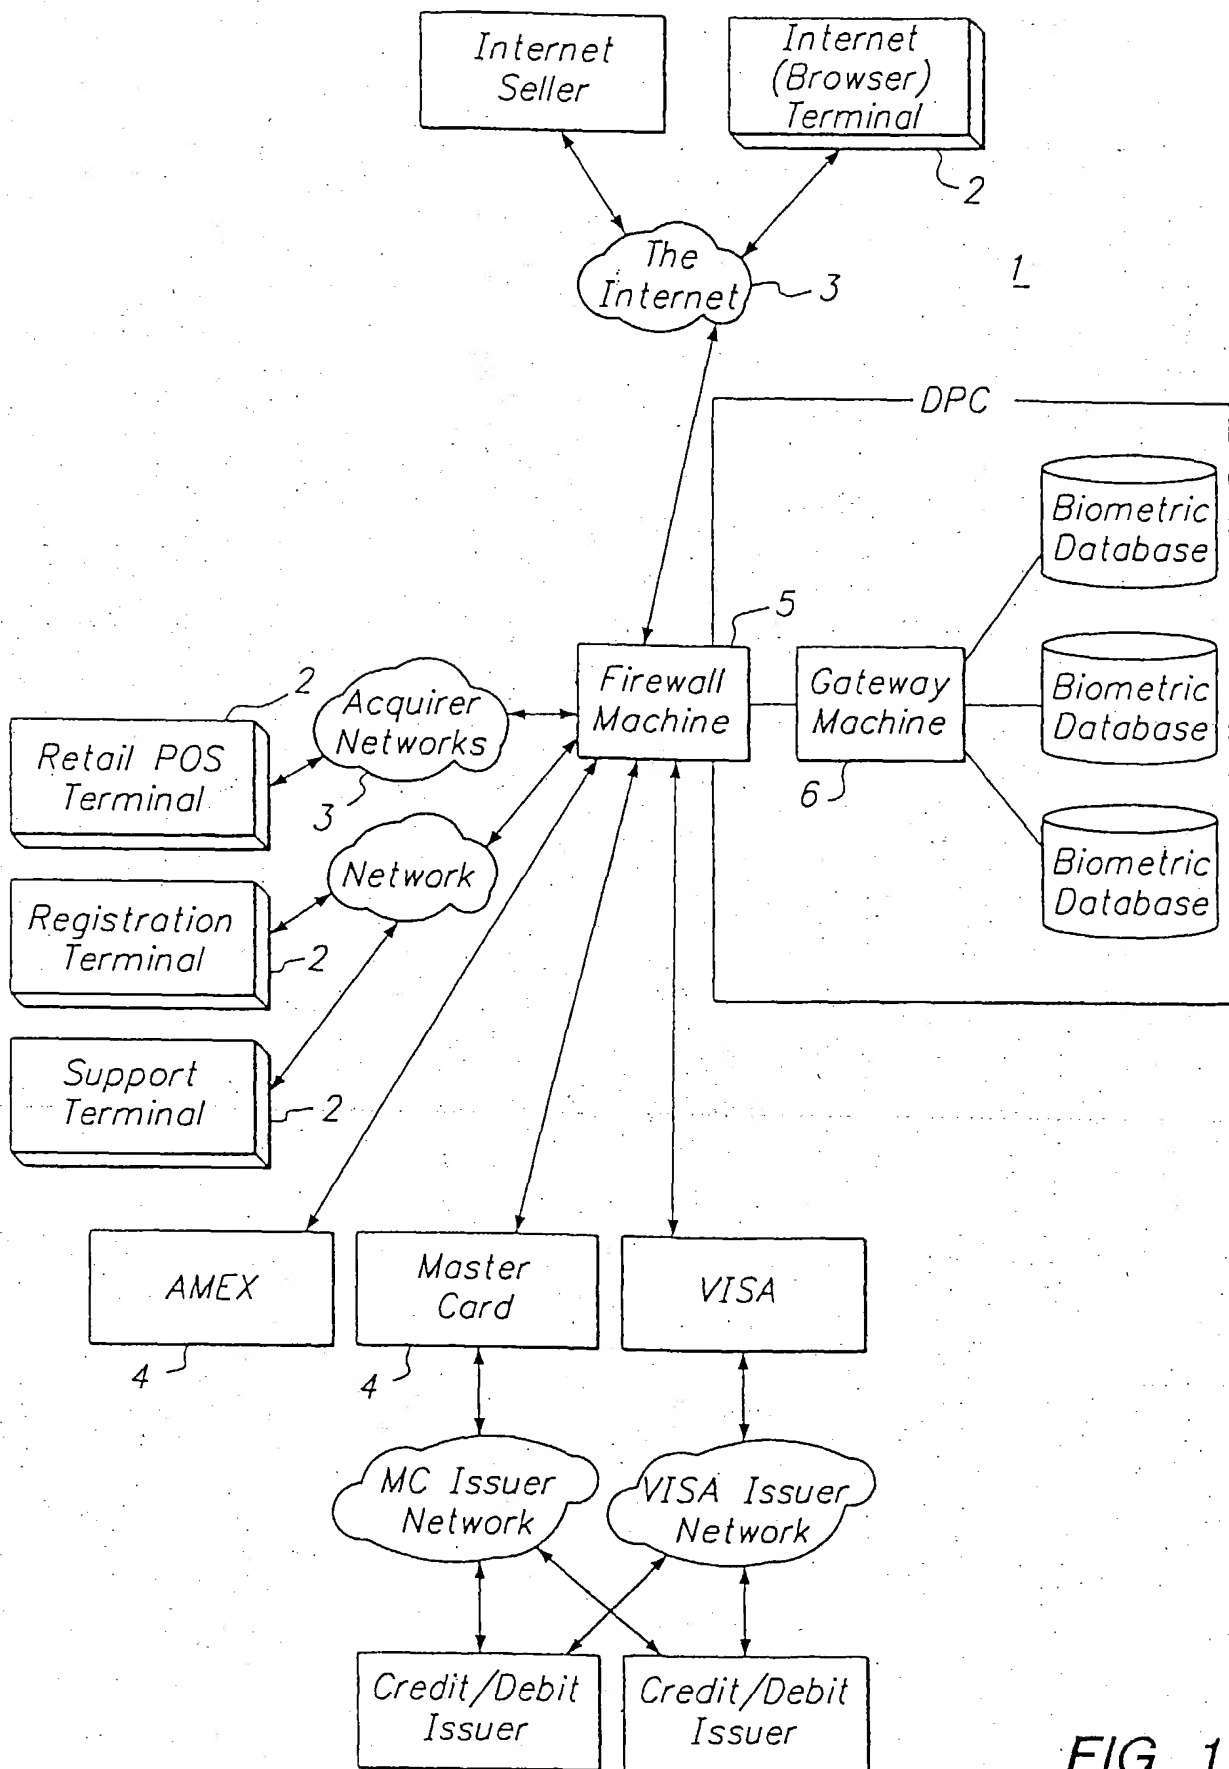 Internet
Seller
Internet
(Browser)
Terminal
2
The
Internet
3
1
DPC
Biometric
Database
5
2
Acquirer
Networks
Firewall
Machine
Gateway
Machine
Biometric
Database
Retail POS
Terminal
3
6
Network
Biometric
Database
Registration
Terminal
2
Support
Terminal
2
AMEX
Master
Card
VISA
4
4
MC Issuer
Network
VISA Issuer
Network
Credit/Debit
Issuer
Credit/Debit
Issuer
FIG. 1